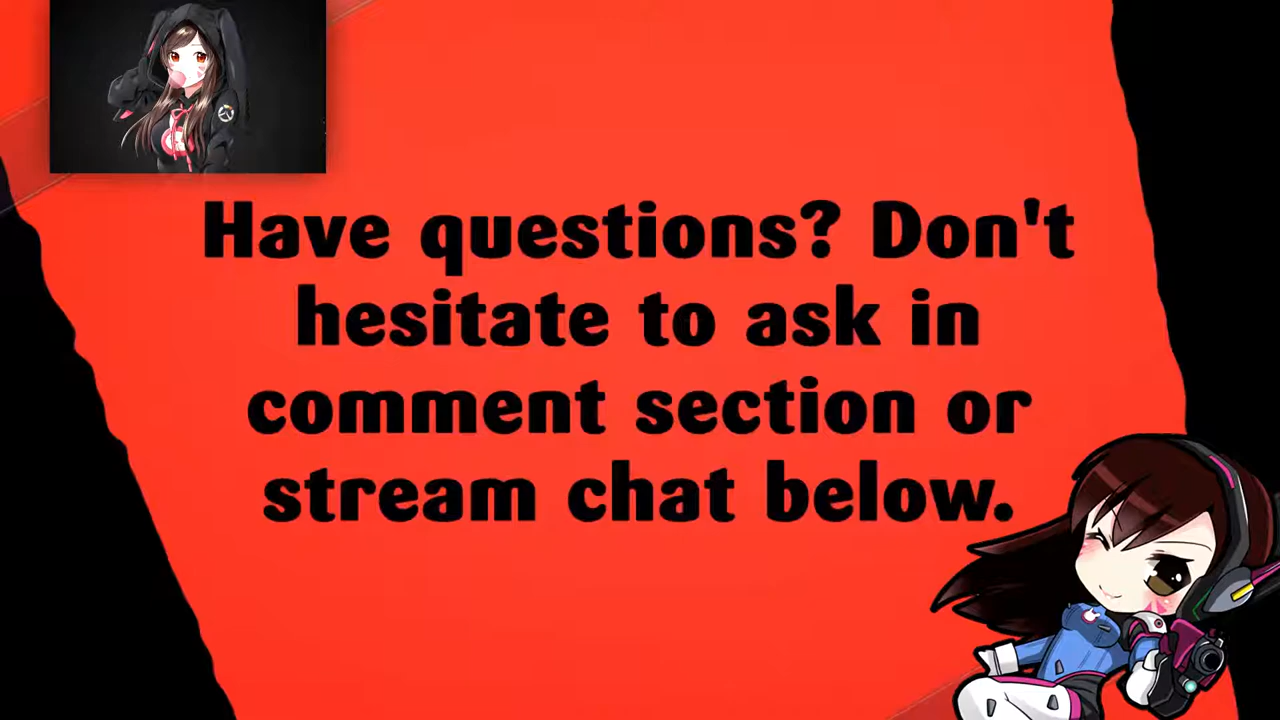 Have questions? Don't
hesitate to ask in
comment section or
stream chat below.